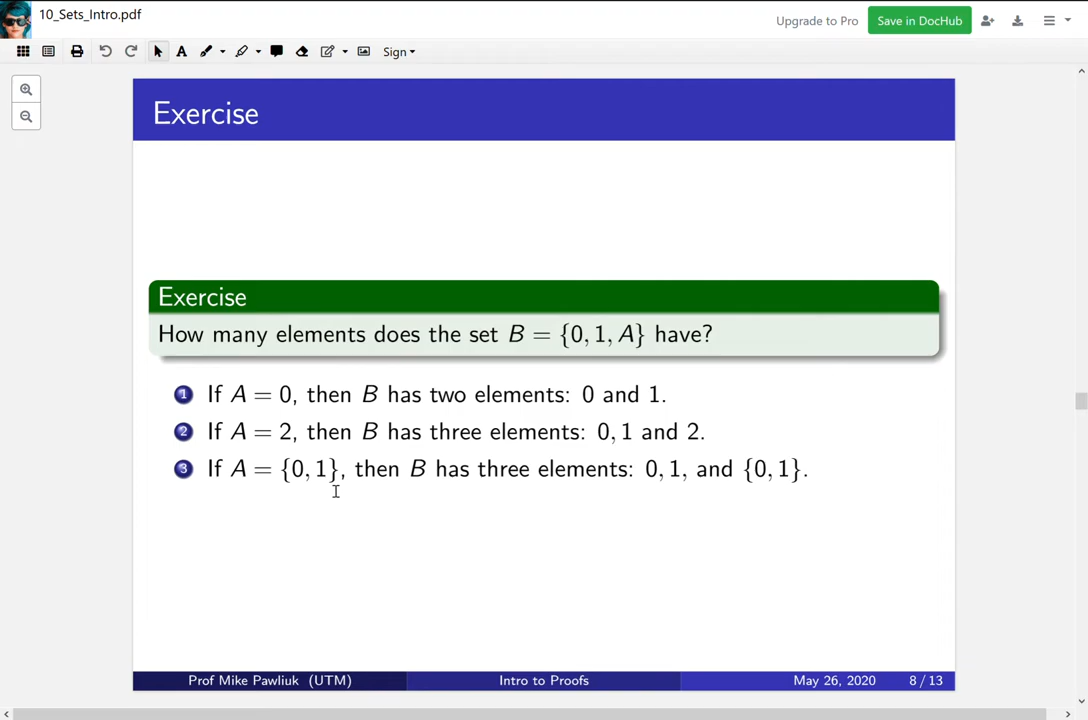 10_Sets_Intro.pdf
Upgrade to Pro
Save in DocHub
A
Sign
Exercise
Exercise
How many elements does the set B = {0, 1, A} have?
1 If A = 0, then B has two elements: 0 and 1.
2 If A = 2, then B has three elements: 0, 1 and 2.
3 If A = {0, 1}, then B has three elements: 0, 1, and {0, 1}.
Prof Mike Pawliuk (UTM) Intro to Proofs May 26, 2020 8 / 13